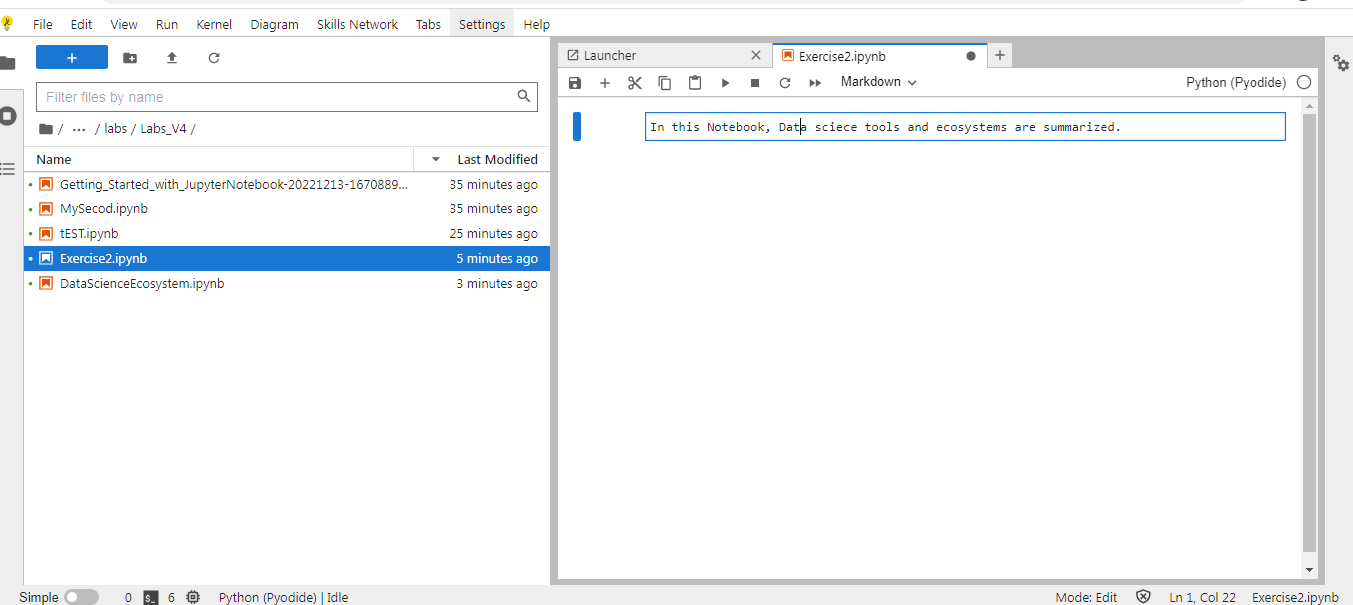 File Edit View Run Kernel Diagram Skills Network Tabs Settings Help
+
Filter files by name
/ ··· / labs / Labs_V4 /
Name Last Modified
Getting_Started_with_JupyterNotebook-20221213-1670889... 35 minutes ago
MySecod.ipynb 35 minutes ago
tEST.ipynb 25 minutes ago
Exercise2.ipynb 5 minutes ago
DataScienceEcosystem.ipynb 3 minutes ago
Launcher Exercise2.ipynb
Markdown Python (Pyodide)
In this Notebook, Data sciece tools and ecosystems are summarized.
Simple 0 $_ 6 Python (Pyodide) | Idle Mode: Edit Ln 1, Col 22 Exercise2.ipynb